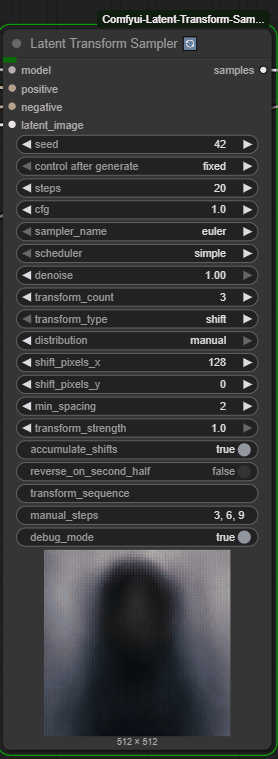 Comfyui-Latent-Transform-Sam...
Latent Transform Sampler
model samples
positive
negative
latent_image
seed 42
control after generate fixed
steps 20
cfg 1.0
sampler_name euler
scheduler simple
denoise 1.00
transform_count 3
transform_type shift
distribution manual
shift_pixels_x 128
shift_pixels_y 0
min_spacing 2
transform_strength 1.0
accumulate_shifts true
reverse_on_second_half false
transform_sequence
manual_steps 3, 6, 9
debug_mode true
512 × 512